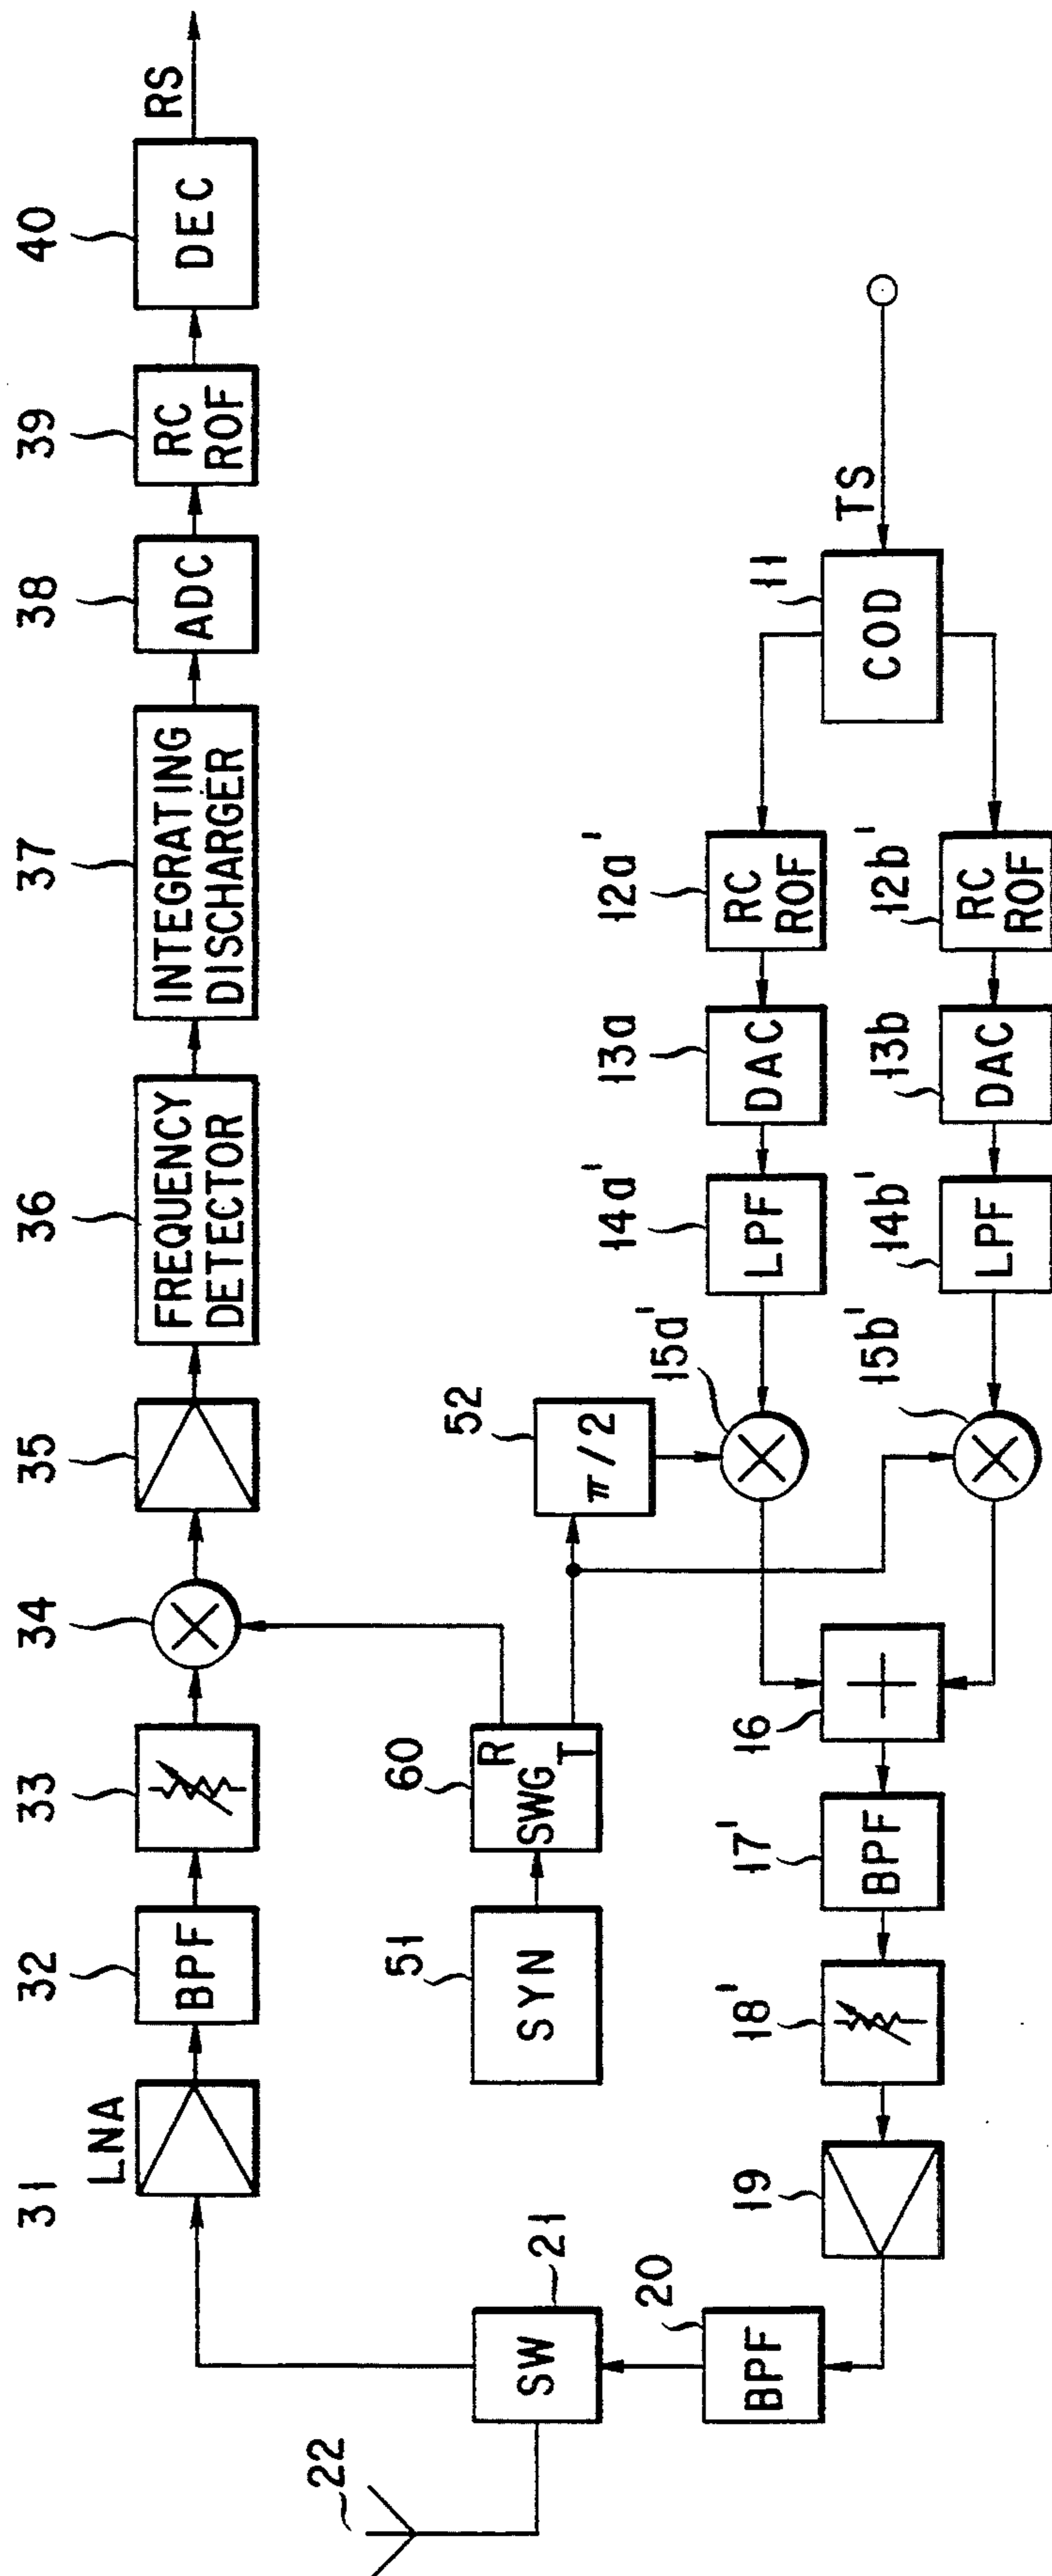 31
32
33
34
35
36
37
38
39
40
LNA
BPF
FREQUENCY
DETECTOR
INTEGRATING
DISCHARGER
ADC
RC
ROF
DEC
RS
22
21
SW
51
SYN
60
SWG
R
T
52
π/2
20
BPF
19
18'
17'
BPF
16
15a'
15b'
14a'
LPF
14b'
LPF
13a
DAC
13b
DAC
12a'
RC
ROF
12b'
RC
ROF
11
COD
TS